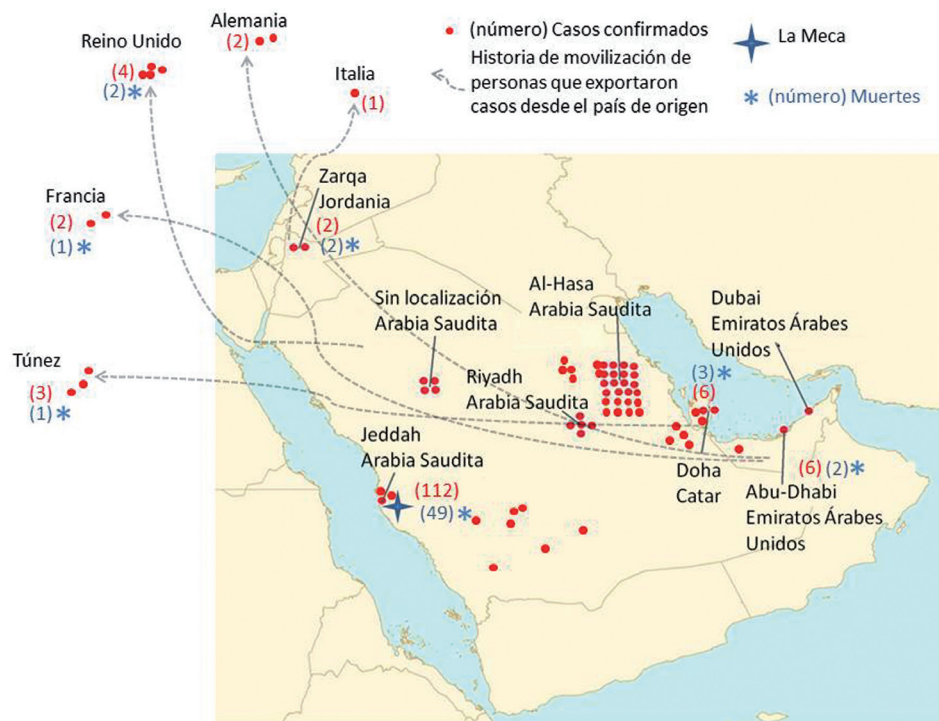 Alemania
(2)
Reino Unido
(4)
(2)*
Italia
(1)
(número) Casos confirmados
Historia de movilización de
personas que exportaron
casos desde el país de origen
La Meca
* (número) Muertes
Francia
(2)
(1)*
Zarqa
Jordania
(2)
(2)*
Túnez
(3)
(1)*
Sin localización
Arabia Saudita
Al-Hasa
Arabia Saudita
Dubai
Emiratos Árabes
Unidos
(3)*
(6)
Riyadh
Arabia Saudita
Jeddah
Arabia Saudita
(112)
(49)*
Doha
Catar
(6) (2)*
Abu-Dhabi
Emiratos Árabes
Unidos